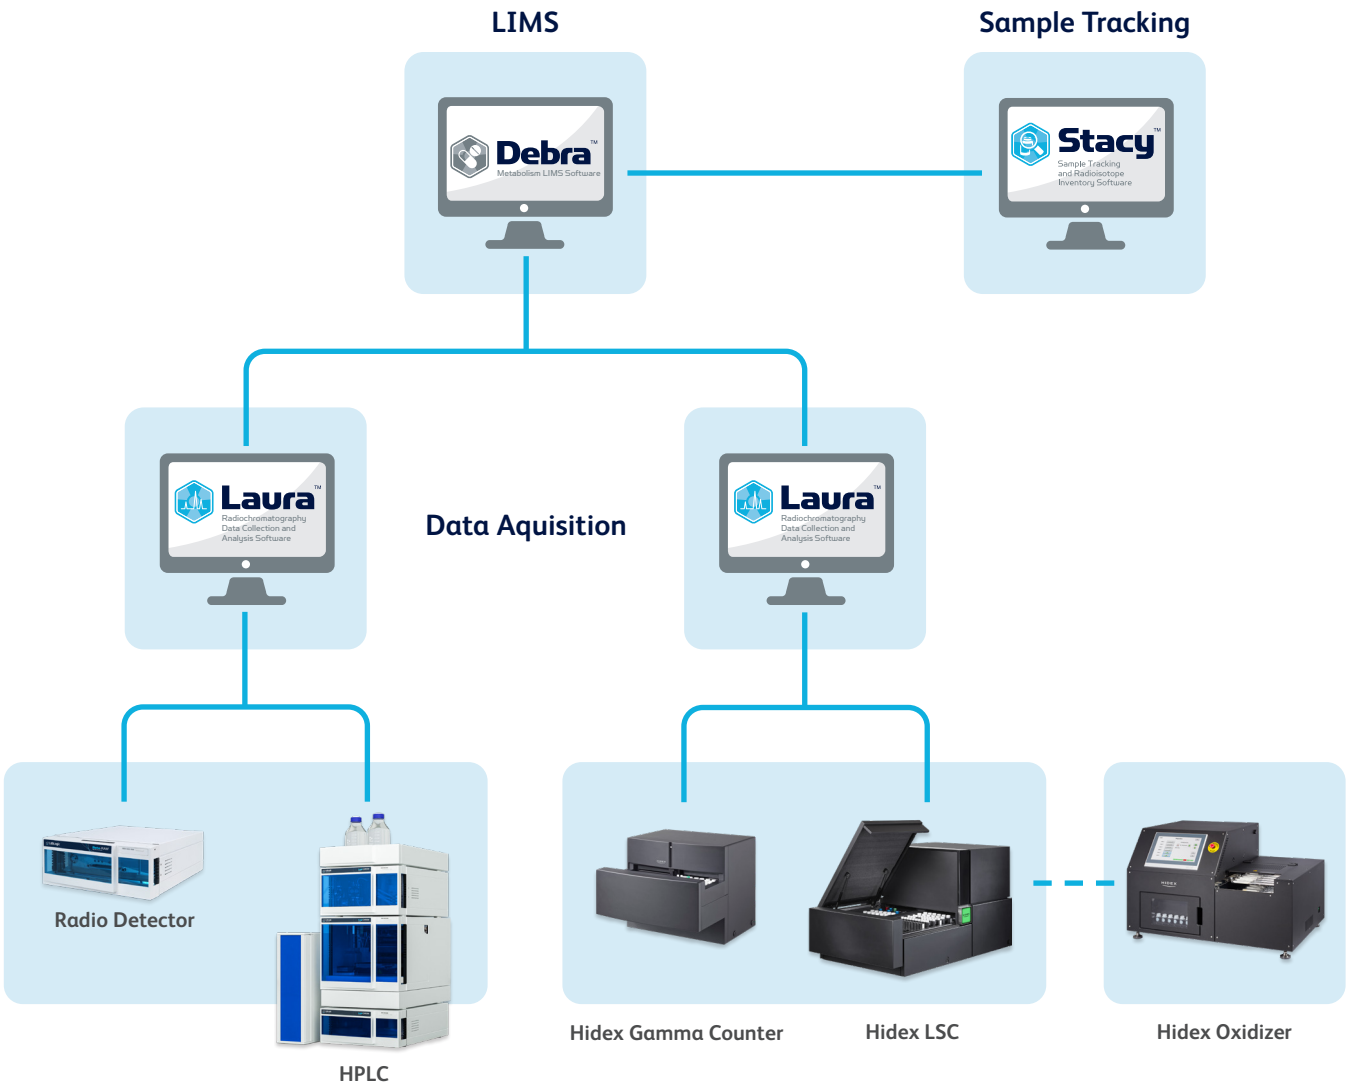 LIMS
Sample Tracking
Debra™
Metabolism LIMS Software
Stacy™
Sample Tracking
and Radioisotope
Inventory Software
Laura™
Radiochromatography
Data Collection and
Analysis Software
Data Aquisition
Laura™
Radiochromatography
Data Collection and
Analysis Software
Radio Detector
HIDEX
Hidex Gamma Counter
Hidex LSC
Hidex Oxidizer
HPLC